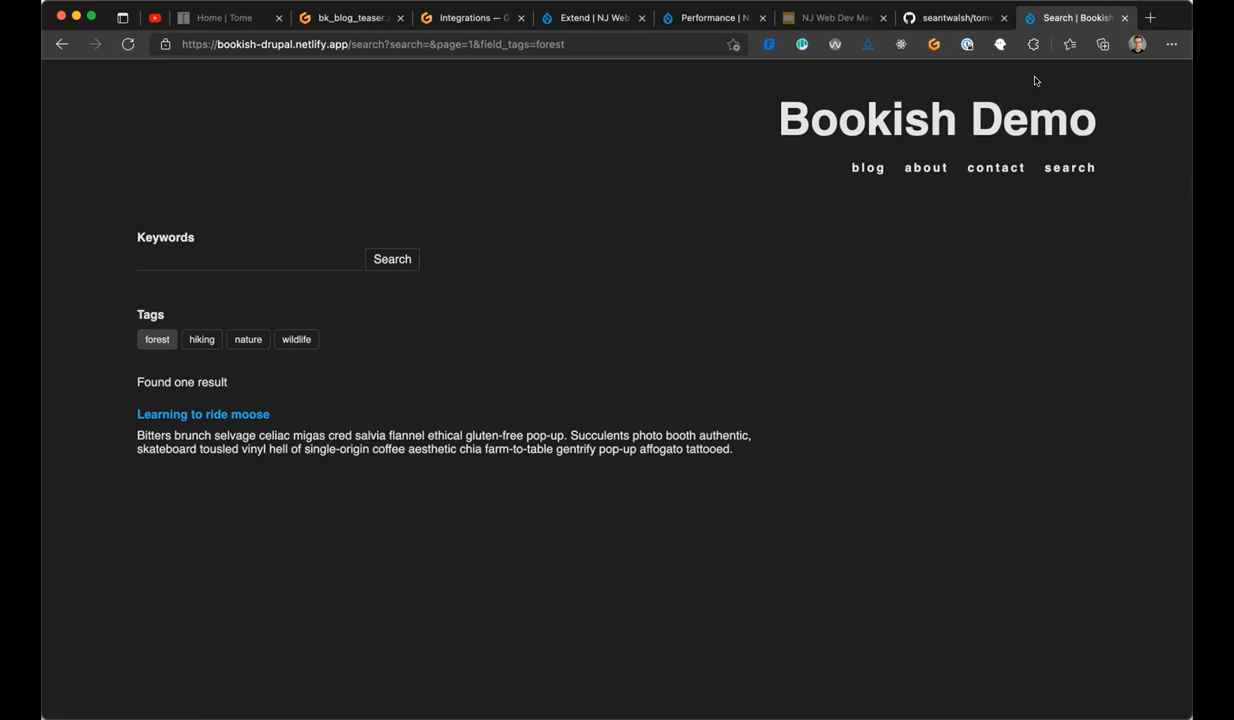 Home | Tome
bk_blog_teaser.
Integrations — G
Extend | NJ Web
Performance | N
NJ Web Dev Me
seantwalsh/tome
Search | Bookish
https://bookish-drupal.netlify.app/search?search=&page=1&field_tags=forest
Bookish Demo
blog about contact search
Keywords
Search
Tags
forest hiking nature wildlife
Found one result
Learning to ride moose
Bitters brunch selvage celiac migas cred salvia flannel ethical gluten-free pop-up. Succulents photo booth authentic,
skateboard tousled vinyl hell of single-origin coffee aesthetic chia farm-to-table gentrify pop-up affogato tattooed.